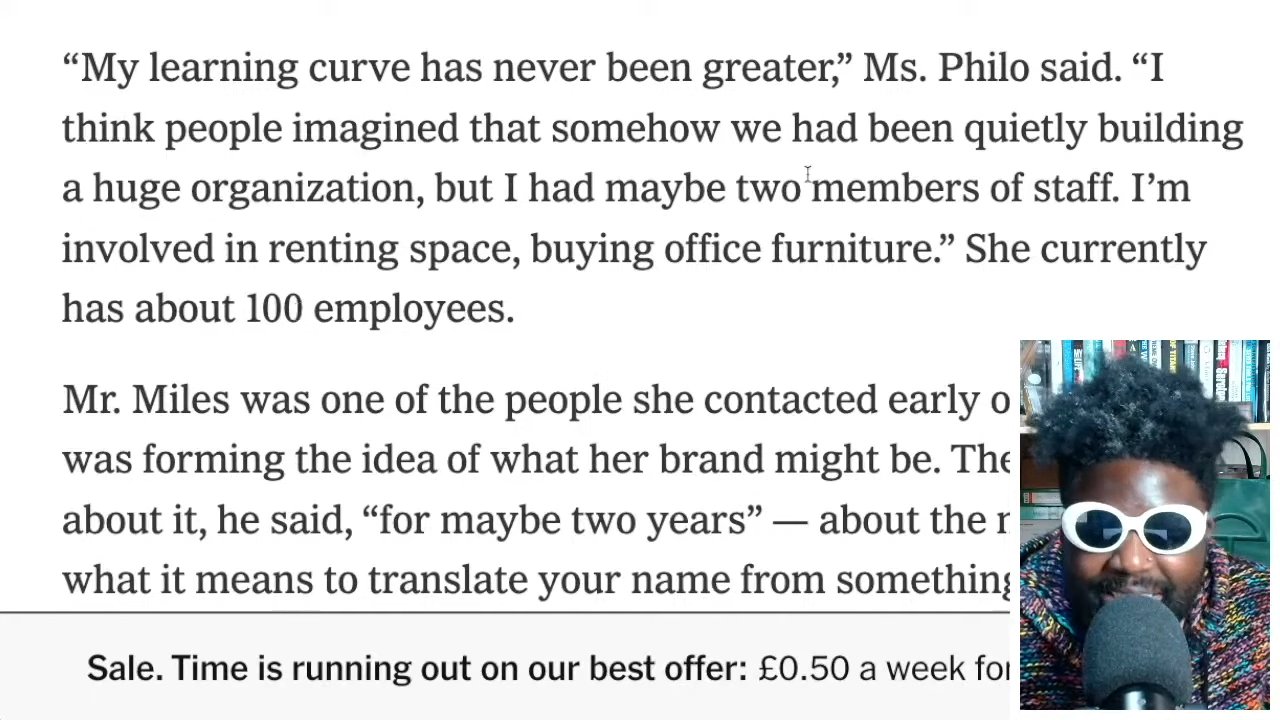 “My learning curve has never been greater,” Ms. Philo said. “I
think people imagined that somehow we had been quietly building
a huge organization, but I had maybe two members of staff. I’m
involved in renting space, buying office furniture.” She currently
has about 100 employees.
Mr. Miles was one of the people she contacted early o
was forming the idea of what her brand might be. The
about it, he said, “for maybe two years” — about the
what it means to translate your name from something
Sale. Time is running out on our best offer: £0.50 a week for